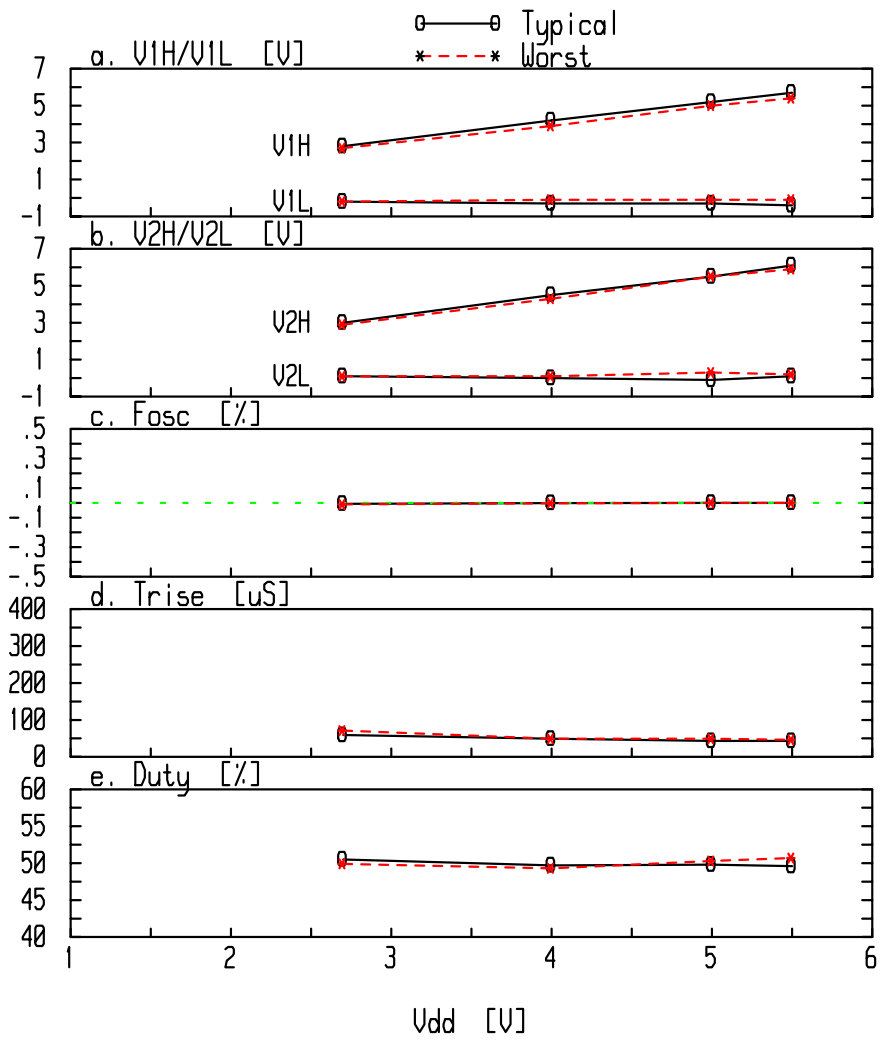 Typical
Worst
a. V1H/V1L [V]
7
5
3
1
-1
V1H
V1L
b. V2H/V2L [V]
7
5
3
1
-1
V2H
V2L
c. Fosc [%]
.5
.3
.1
-.1
-.3
-.5
d. Trise [uS]
400
300
200
100
0
e. Duty [%]
60
55
50
45
40
1 2 3 4 5 6
Vdd [V]